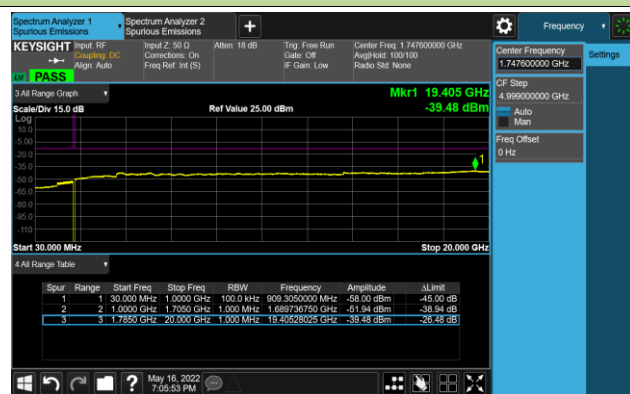 Spectrum Analyzer 1
Spurious Emissions
Spectrum Analyzer 2
Spurious Emissions
+
Frequency
KEYSIGHT
Input: RF
Coupling: DC
Align: Auto
Input Z: 50 Ω
Corrections: On
Freq Ref: Int (S)
Atten: 18 dB
Trig: Free Run
Gate: Off
IF Gain: Low
Center Freq: 1.747600000 GHz
Avg|Hold: 100/100
Radio Std: None
PASS
Center Frequency
1.747600000 GHz
Settings
CF Step
4.999000000 GHz
Auto
Man
Freq Offset
0 Hz
3 All Range Graph
Mkr1 19.405 GHz
Scale/Div 15.0 dB
Ref Value 25.00 dBm
-39.48 dBm
Log
10.0
-5.00
-20.0
-35.0
-50.0
-65.0
-80.0
-95.0
-110
1
Start 30.000 MHz
Stop 20.000 GHz
4 All Range Table
Spur Range Start Freq Stop Freq RBW Frequency Amplitude ΔLimit
1 1 30.000 MHz 1.0000 GHz 100.0 kHz 909.3050000 MHz -58.00 dBm -45.00 dB
2 2 1.0000 GHz 1.7050 GHz 1.000 MHz 1.689736750 GHz -51.94 dBm -38.94 dB
3 3 1.7850 GHz 20.000 GHz 1.000 MHz 19.40528025 GHz -39.48 dBm -26.48 dB
?
May 16, 2022
7:05:53 PM